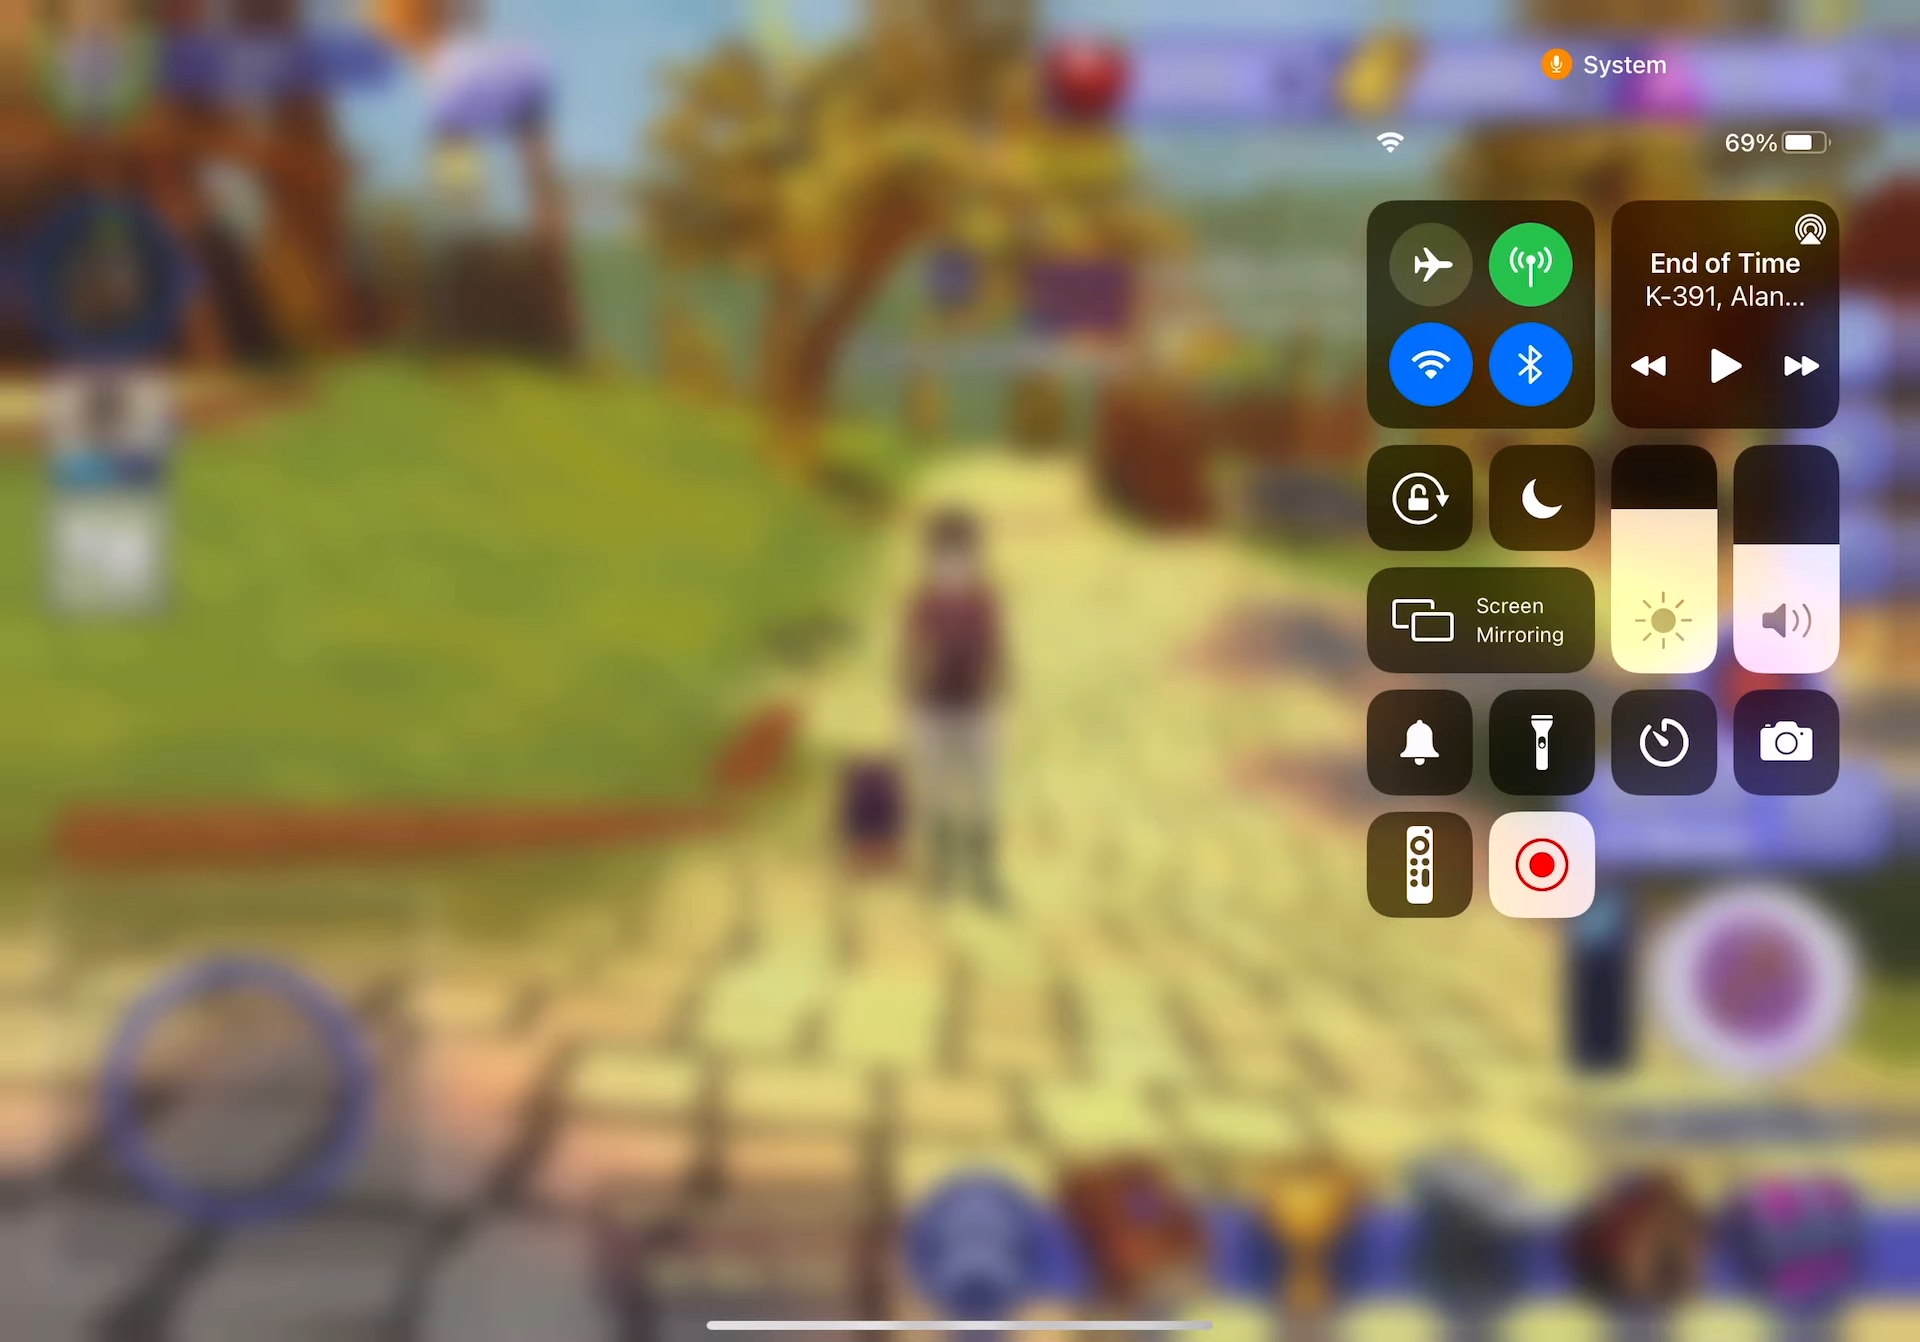 System
69%
End of Time
K-391, Alan...
Screen
Mirroring